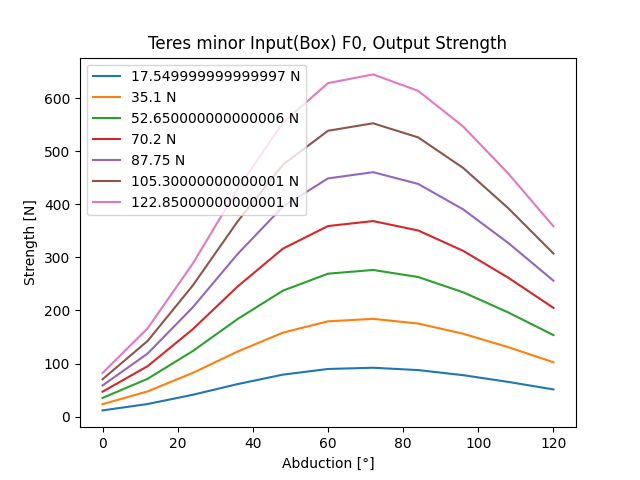 Teres minor Input(Box) F0, Output Strength
17.549999999999997 N
35.1 N
52.650000000000006 N
70.2 N
87.75 N
105.30000000000001 N
122.85000000000001 N
Strength [N]
600
500
400
300
200
100
0
0 20 40 60 80 100 120
Abduction [°]